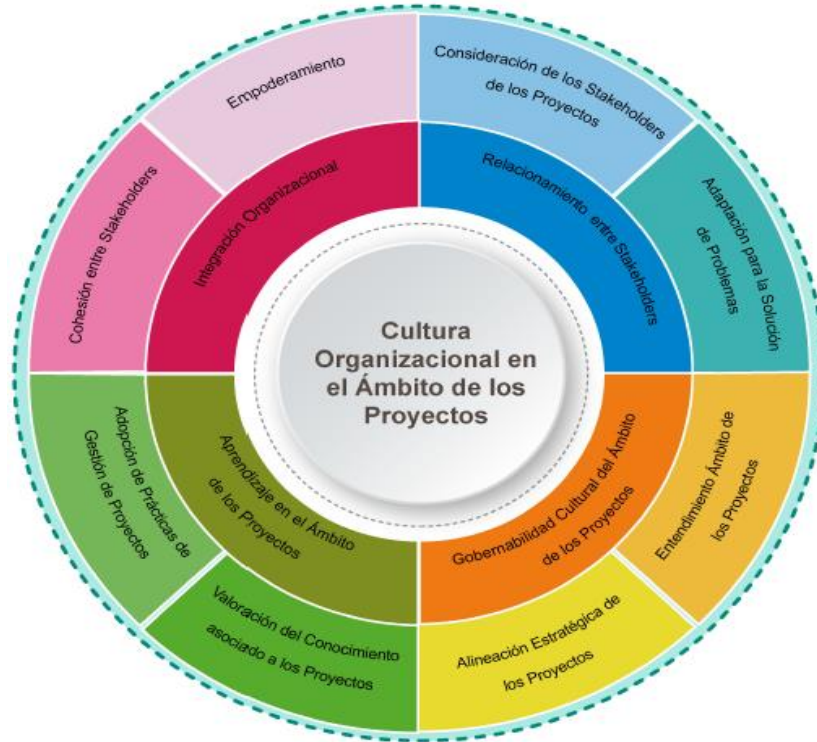 Empoderamiento
Consideración de los Stakeholders
de los Proyectos
Cohesión entre Stakeholders
Integración Organizacional
Relacionamiento entre Stakeholders
Adaptación para la Solución
de Problemas
Cultura
Organizacional en
el Ámbito de los
Proyectos
Adopción de Prácticas de
Gestión de Proyectos
Aprendizaje en el Ámbito
de los Proyectos
Gobernabilidad Cultural del Ámbito
de los Proyectos
Entendimiento Ámbito de
los Proyectos
Valoración del Conocimiento
asociado a los Proyectos
Alineación Estratégica de
los Proyectos